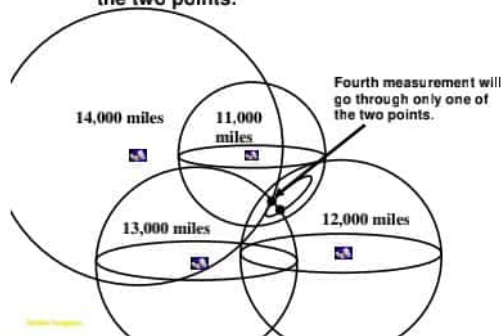 the two points.
Fourth measurement will
go through only one of
the two points.
14,000 miles
11,000
miles
13,000 miles
12,000 miles